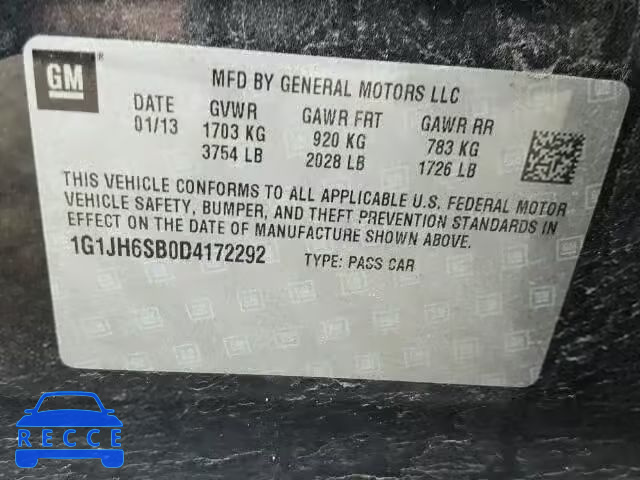 GM ®
MFD BY GENERAL MOTORS LLC
DATE GVWR GAWR FRT GAWR RR
01/13 1703 KG 920 KG 783 KG
3754 LB 2028 LB 1726 LB
THIS VEHICLE CONFORMS TO ALL APPLICABLE U.S. FEDERAL MOTOR
VEHICLE SAFETY, BUMPER, AND THEFT PREVENTION STANDARDS IN
EFFECT ON THE DATE OF MANUFACTURE SHOWN ABOVE.
1G1JH6SB0D4172292 TYPE: PASS CAR
RECCE